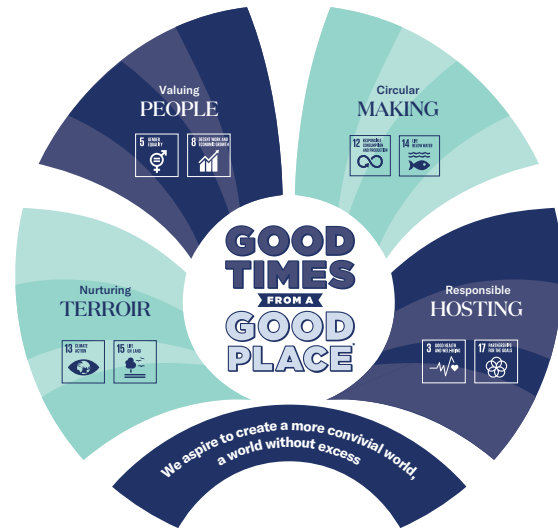 Valuing
PEOPLE
5 GENDER
EQUALITY
8 DECENT WORK AND
ECONOMIC GROWTH
Circular
MAKING
12 RESPONSIBLE
CONSUMPTION
AND PRODUCTION
14 LIFE
BELOW WATER
Nurturing
TERROIR
13 CLIMATE
ACTION
15 LIFE
ON LAND
GOOD
TIMES
FROM A
GOOD
PLACE
Responsible
HOSTING
3 GOOD HEALTH
AND WELL-BEING
17 PARTNERSHIPS
FOR THE GOALS
We aspire to create a more convivial world,
a world without excess